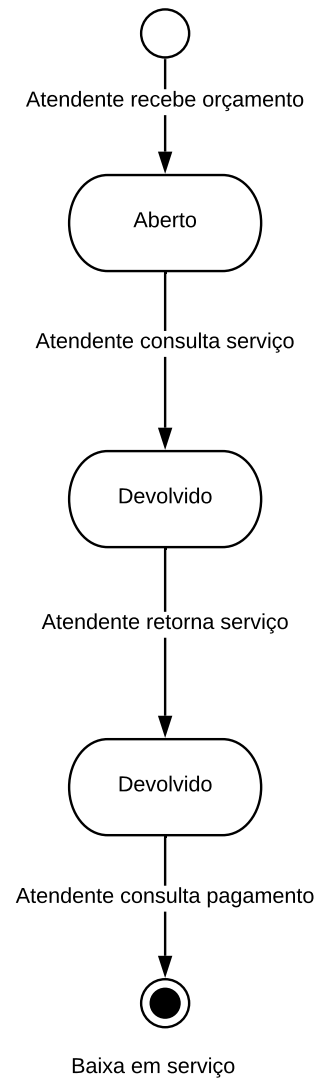 Atendente recebe orçamento
Aberto
Atendente consulta serviço
Devolvido
Atendente retorna serviço
Devolvido
Atendente consulta pagamento
Baixa em serviço